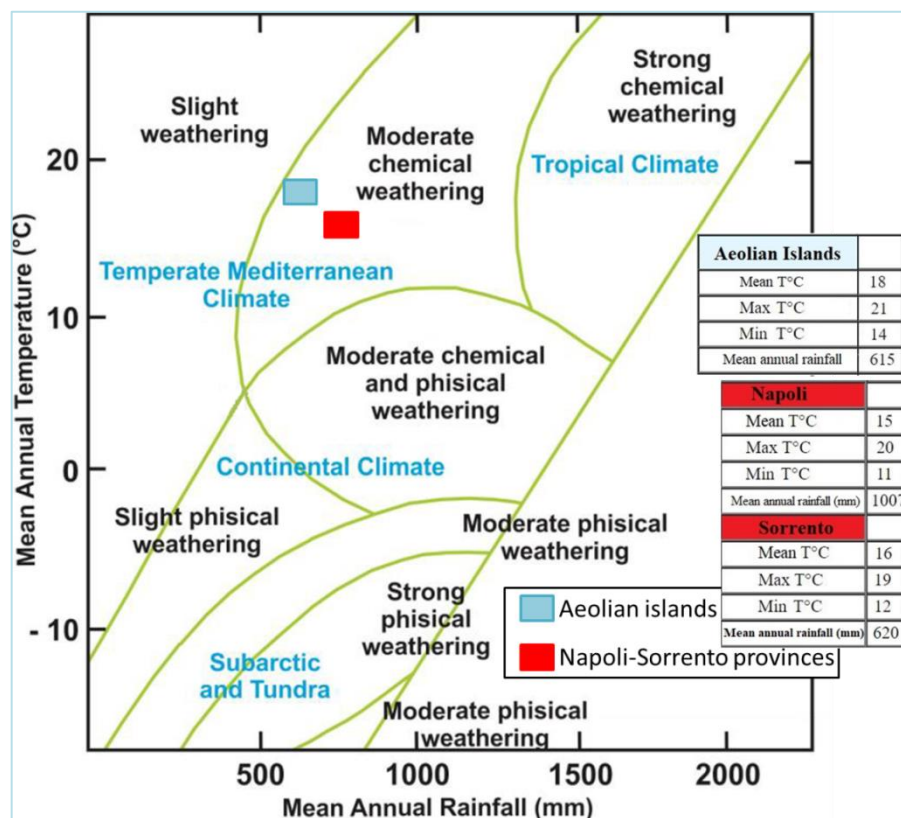 Slight
weathering
Moderate
chemical
weathering
Strong
chemical
weathering
Tropical Climate
Temperate Mediterranean
Climate
Moderate chemical
and phisical
weathering
Continental Climate
Slight phisical
weathering
Moderate phisical
weathering
Strong
phisical
weathering
Subarctic
and Tundra
Moderate phisical
weathering
20
10
0
- 10
Mean Annual Temperature (°C)
500 1000 1500 2000
Mean Annual Rainfall (mm)
Aeolian Islands
Mean T°C 18
Max T°C 21
Min T°C 14
Mean annual rainfall 615
Napoli
Mean T°C 15
Max T°C 20
Min T°C 11
Mean annual rainfall (mm) 1007
Sorrento
Mean T°C 16
Max T°C 19
Min T°C 12
Mean annual rainfall (mm) 620
Aeolian islands
Napoli-Sorrento provinces